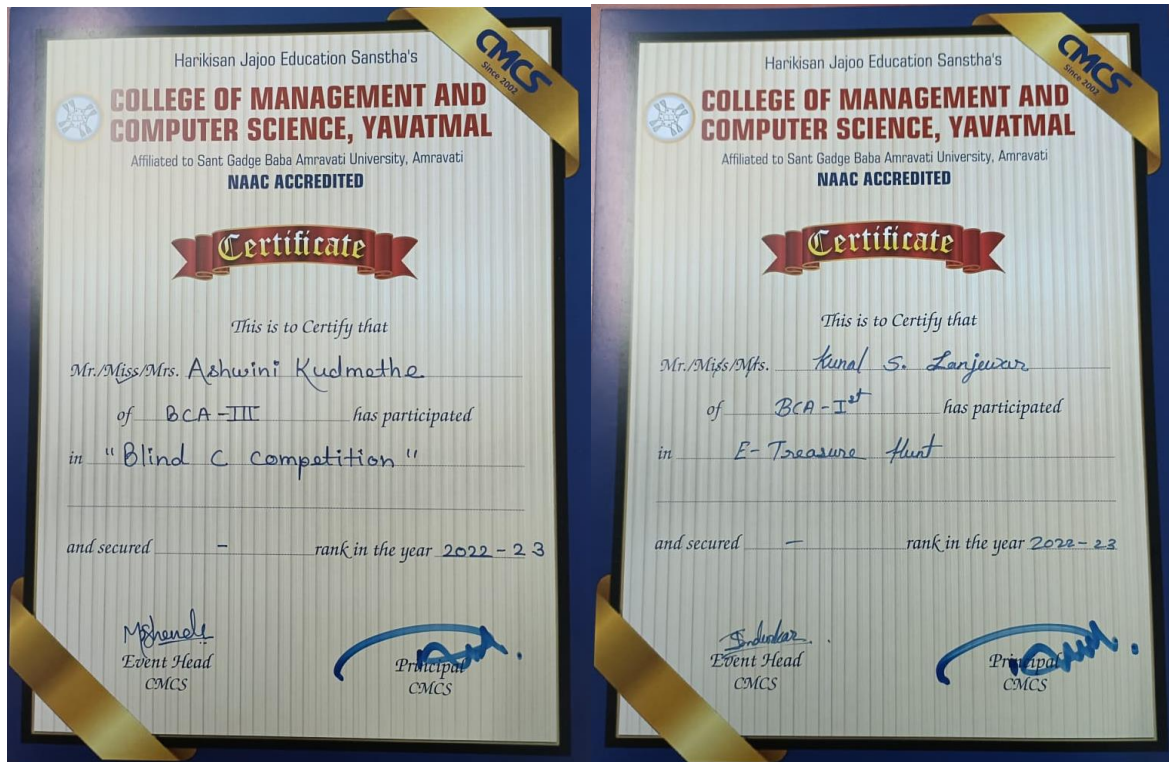 CMCS
Since 2002
Harikisan Jajoo Education Sanstha's
COLLEGE OF MANAGEMENT AND
COMPUTER SCIENCE, YAVATMAL
Affiliated to Sant Gadge Baba Amravati University, Amravati
NAAC ACCREDITED
Certificate
This is to Certify that
Mr./Miss/Mrs. Ashwini Kudmethe
of BCA-III has participated
in "Blind C competition"
and secured - rank in the year 2022-23
Event Head
CMCS
Principal
CMCS
CMCS
Since 2002
Harikisan Jajoo Education Sanstha's
COLLEGE OF MANAGEMENT AND
COMPUTER SCIENCE, YAVATMAL
Affiliated to Sant Gadge Baba Amravati University, Amravati
NAAC ACCREDITED
Certificate
This is to Certify that
Mr./Miss/Mrs. Kunal S. Lanjewar
of BCA-Ist has participated
in E-Treasure Hunt
and secured - rank in the year 2022-23
Event Head
CMCS
Principal
CMCS